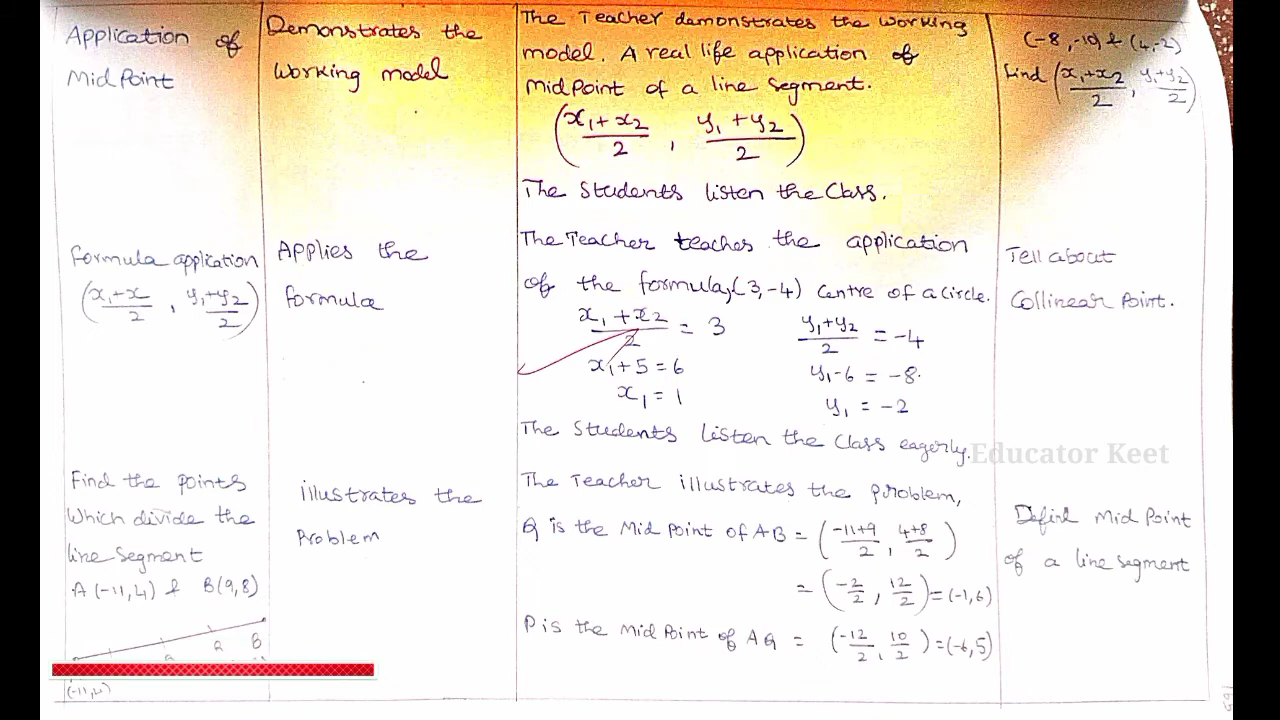 Application of
Mid Point
Demonstrates the
Working model
The Teacher demonstrates the working
model. A real life application of
midpoint of a line segment.
(x₁+x₂/2 , y₁+y₂/2)
The Students listen the Class.
(-8,-10) & (4,-2)
find (x₁+x₂/2, y₁+y₂/2)
Formula application
(x₁+x/2 , y₁+y₂/2)
Applies the
formula
The Teacher teaches the application
of the formula, (3,-4) Centre of a circle.
x₁+x₂/2 = 3
y₁+y₂/2 = -4
x₁+5 = 6
y₁-6 = -8.
x₁ = 1
y₁ = -2
The Students listen the Class eagerly.
Tell about
Collinear Point.
Educator Keet
Find the points
Which divide the
line segment
A(-11,4) & B(9,8)
B
(-11,4)
illustrates the
Problem
The Teacher illustrates the problem,
Q is the Mid Point of AB = (-11+9/2, 4+8/2)
= (-2/2, 12/2) = (-1,6)
P is the Mid Point of AQ = (-12/2, 10/2) = (-6,5)
Define Mid Point
of a line segment